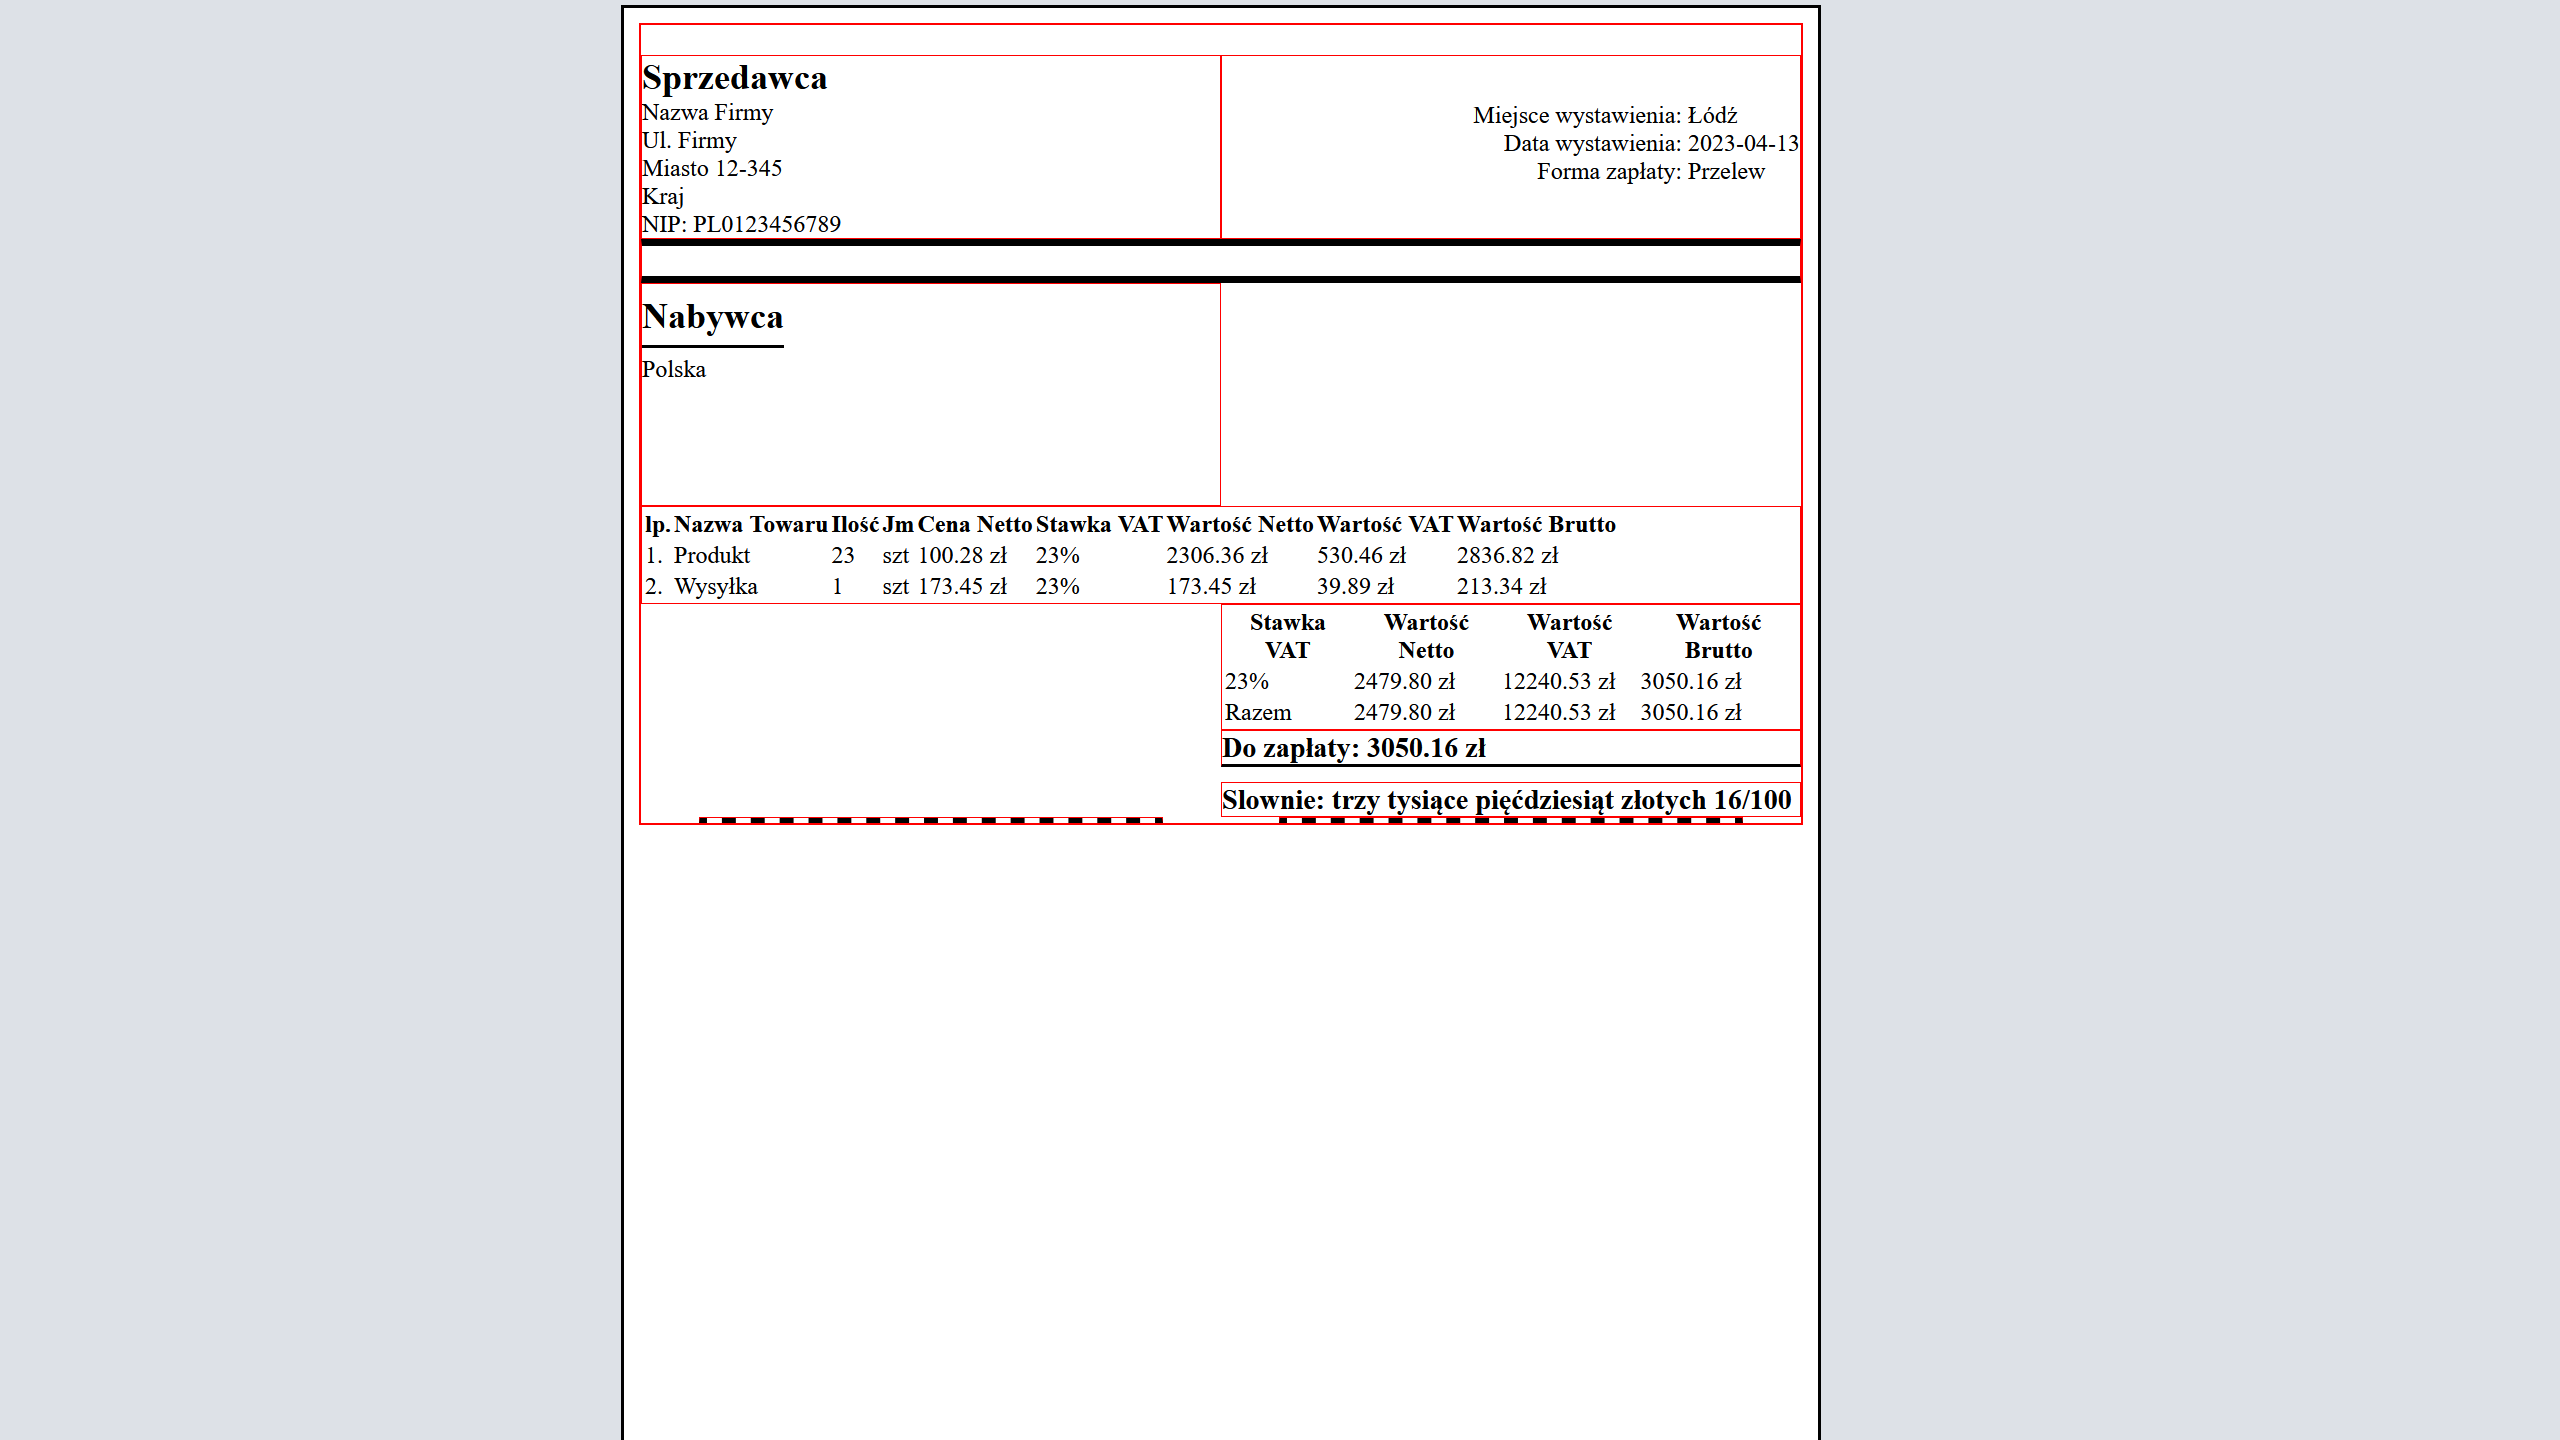 Sprzedawca
Nazwa Firmy
Ul. Firmy
Miasto 12-345
Kraj
NIP: PL0123456789
Miejsce wystawienia: Łódź
Data wystawienia: 2023-04-13
Forma zapłaty: Przelew
Nabywca
Polska
lp. Nazwa Towaru Ilość Jm Cena Netto Stawka VAT Wartość Netto Wartość VAT Wartość Brutto
1. Produkt 23 szt 100.28 zł 23% 2306.36 zł 530.46 zł 2836.82 zł
2. Wysyłka 1 szt 173.45 zł 23% 173.45 zł 39.89 zł 213.34 zł
Stawka Wartość Wartość Wartość
VAT Netto VAT Brutto
23% 2479.80 zł 12240.53 zł 3050.16 zł
Razem 2479.80 zł 12240.53 zł 3050.16 zł
Do zapłaty: 3050.16 zł
Slownie: trzy tysiące pięćdziesiąt złotych 16/100